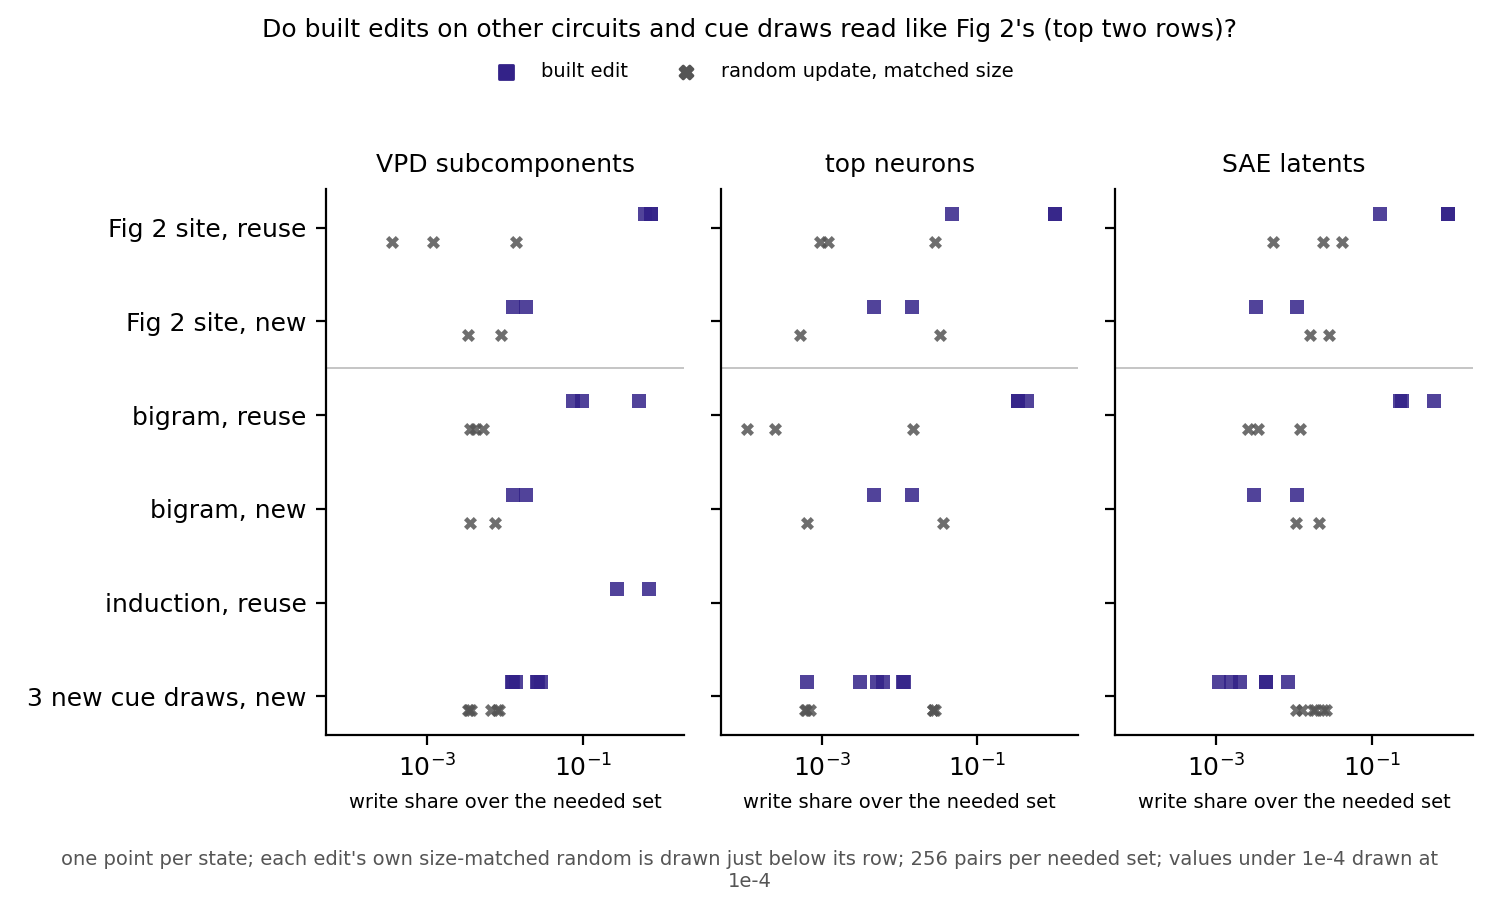 Do built edits on other circuits and cue draws read like Fig 2's (top two rows)?
built edit
random update, matched size
VPD subcomponents
top neurons
SAE latents
Fig 2 site, reuse
Fig 2 site, new
bigram, reuse
bigram, new
induction, reuse
3 new cue draws, new
10⁻³ 10⁻¹
10⁻³ 10⁻¹
10⁻³ 10⁻¹
write share over the needed set
write share over the needed set
write share over the needed set
one point per state; each edit's own size-matched random is drawn just below its row; 256 pairs per needed set; values under 1e-4 drawn at
1e-4